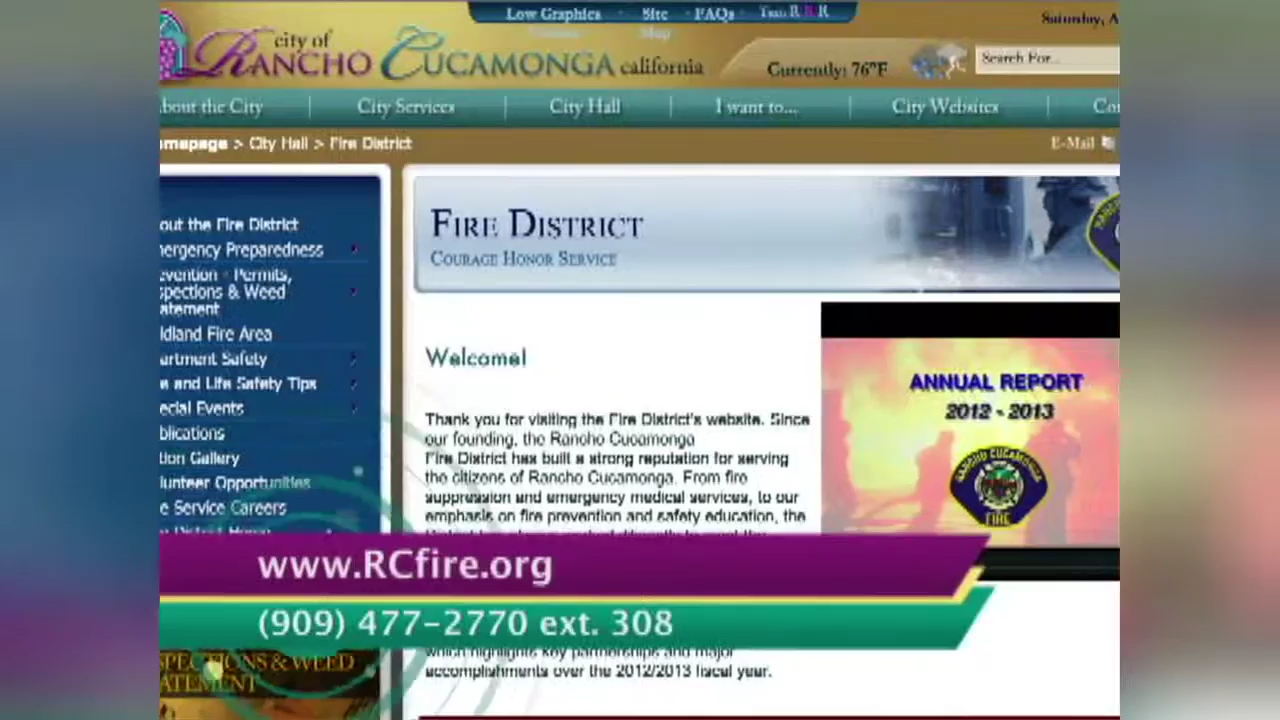 Low Graphics Site FAQs
Map
Saturday, A
city of
RANCHO CUCAMONGA california
Currently: 76°F
Search For...
bout the City City Services City Hall I want to... City Websites Co
mepage > City Hall > Fire District
E-Mail
out the Fire District
ergency Preparedness
evention - Permits,
spections & Weed
atement
ldland Fire Area
artment Safety
e and Life Safety Tips
ecial Events
blications
tion Gallery
lunteer Opportunities
e Service Careers
FIRE DISTRICT
COURAGE HONOR SERVICE
Welcome!
Thank you for visiting the Fire District's website. Since
our founding, the Rancho Cucamonga
Fire District has built a strong reputation for serving
the citizens of Rancho Cucamonga. From fire
suppression and emergency medical services, to our
emphasis on fire prevention and safety education, the
ANNUAL REPORT
2012 - 2013
RANCHO CUCAMONGA
FIRE
www.RCfire.org
(909) 477-2770 ext. 308
which highlights key partnerships and major
accomplishments over the 2012/2013 fiscal year.
SPECTIONS & WEED
ATEMENT